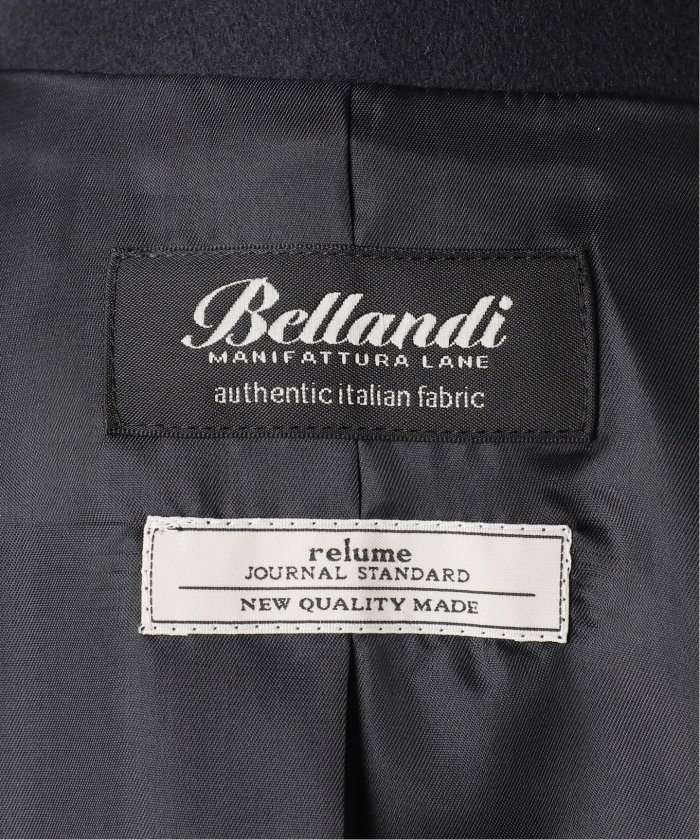 Bellandi
MANIFATTURA LANE
authentic italian fabric
relume
JOURNAL STANDARD
NEW QUALITY MADE